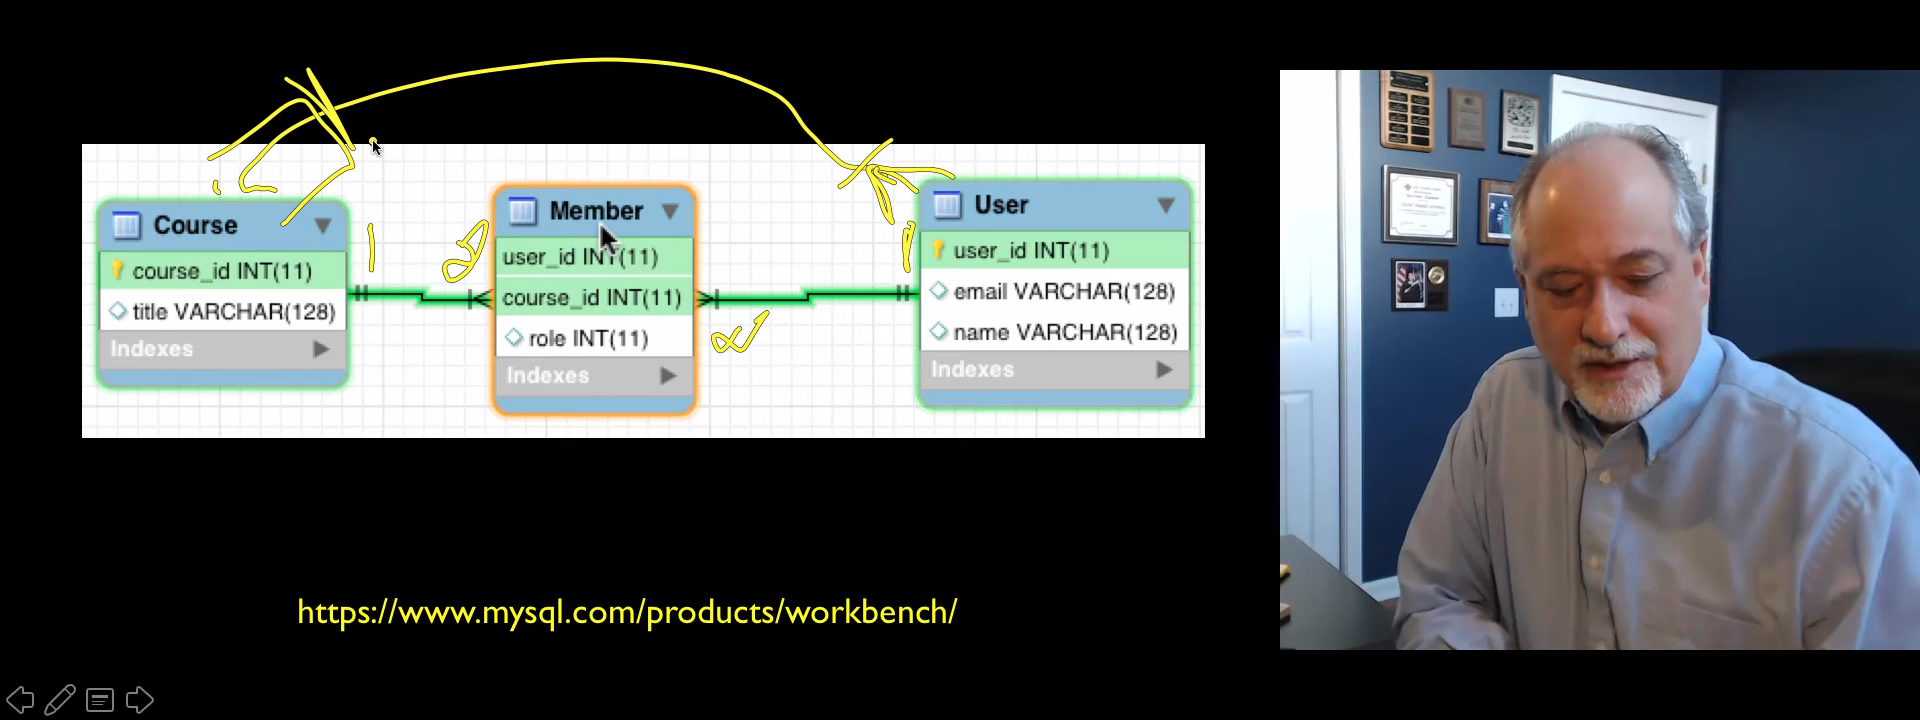 Course
course_id INT(11)
title VARCHAR(128)
Indexes
Member
user_id INT(11)
course_id INT(11)
role INT(11)
Indexes
User
user_id INT(11)
email VARCHAR(128)
name VARCHAR(128)
Indexes
https://www.mysql.com/products/workbench/